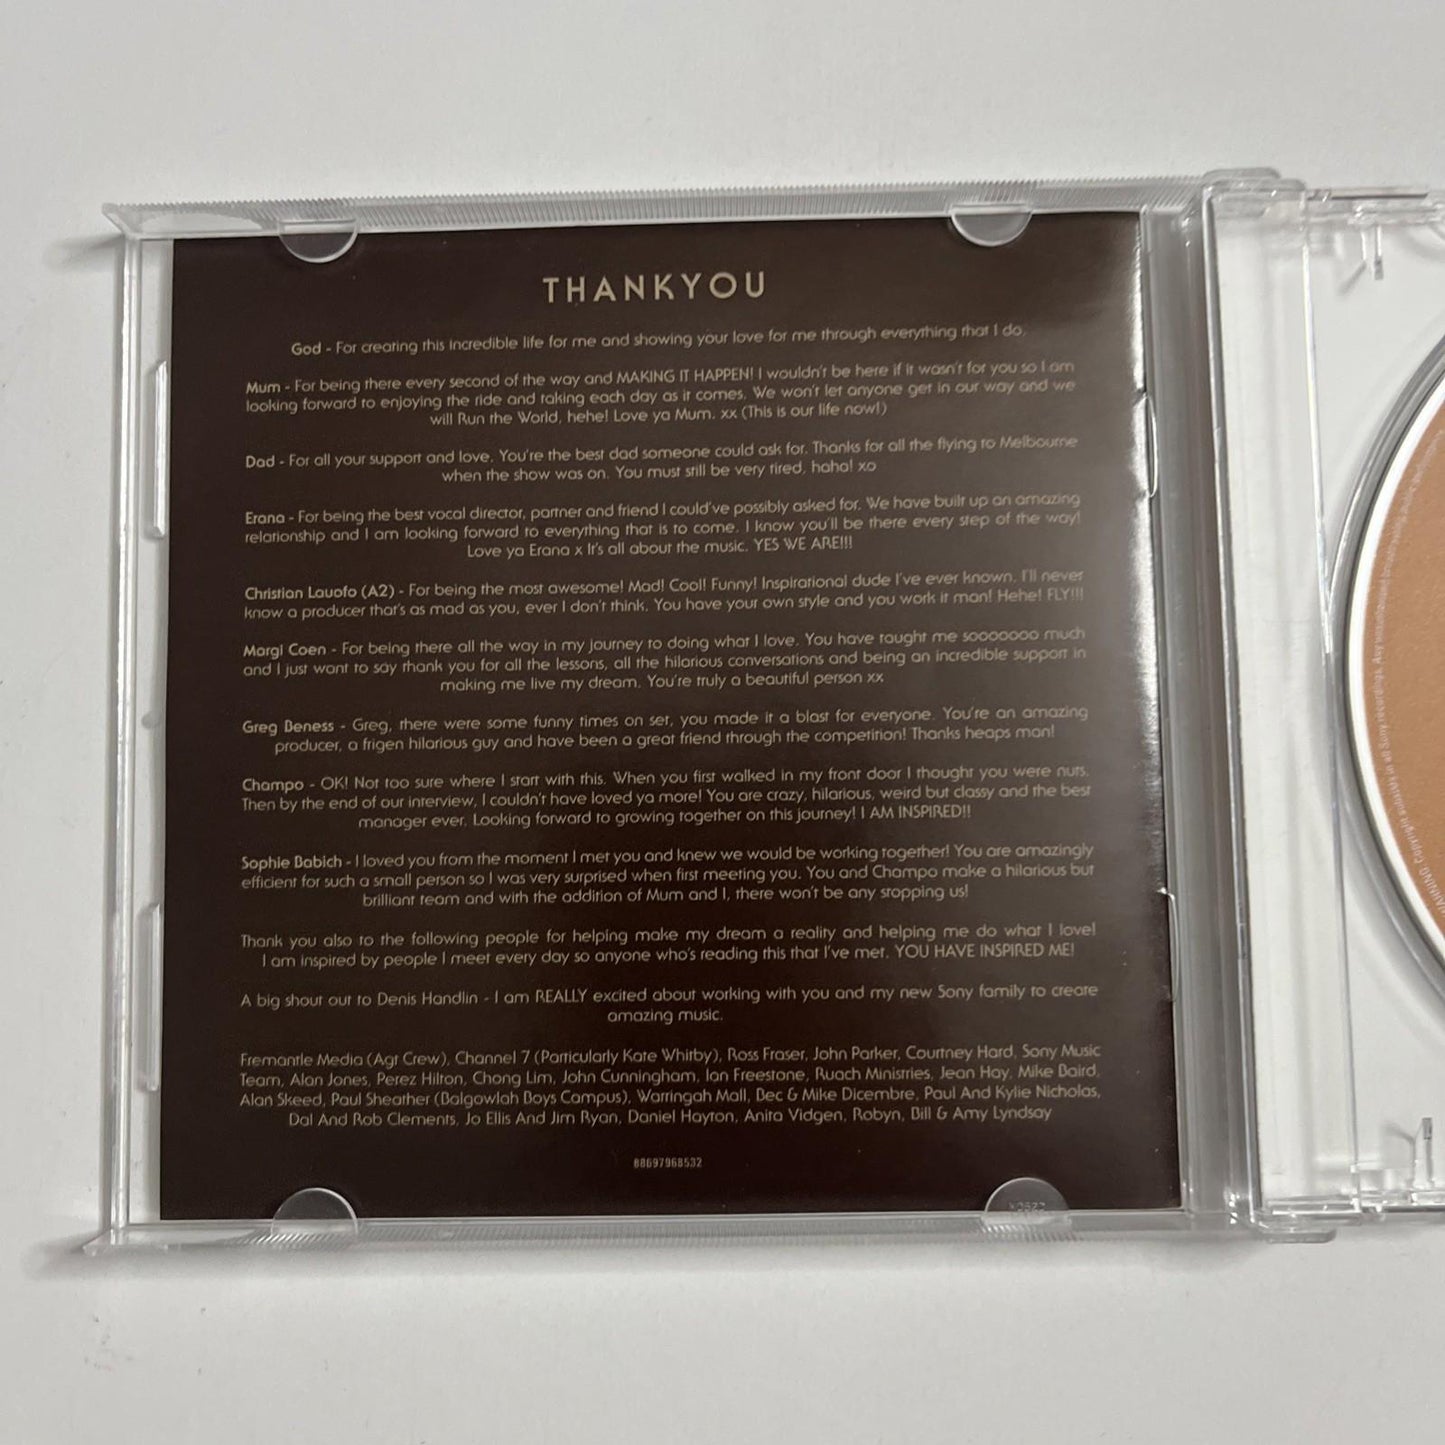 THANKYOU
God - For creating this incredible life for me and showing your love for me through everything that I do.
Mum - For being there every second of the way and MAKING IT HAPPEN! I wouldn't be here if it wasn't for you so I am
looking forward to enjoying the ride and taking each day as it comes. We won't let anyone get in our way and we
will Run the World, hehe! Love ya Mum. xx (This is our life now!)
Dad - For all your support and love. You're the best dad someone could ask for. Thanks for all the flying to Melbourne
when the show was on. You must still be very tired, haha! xo
Erana - For being the best vocal director, partner and friend I could've possibly asked for. We have built up an amazing
relationship and I am looking forward to everything that is to come. I know you'll be there every step of the way!
Love ya Erana x It's all about the music. YES WE ARE!!!
Christian Lauofo (A2) - For being the most awesome! Mad! Cool! Funny! Inspirational dude I've ever known. I'll never
know a producer that's as mad as you, ever I don't think. You have your own style and you work it man! Hehe! FLY!!!
Margi Coen - For being there all the way in my journey to doing what I love. You have taught me sooooooo much
and I just want to say thank you for all the lessons, all the hilarious conversations and being an incredible support in
making me live my dream. You're truly a beautiful person xx
Greg Beness - Greg, there were some funny times on set, you made it a blast for everyone. You're an amazing
producer, a frigen hilarious guy and have been a great friend through the competition! Thanks heaps man!
Champo - OK! Not too sure where I start with this. When you first walked in my front door I thought you were nuts.
Then by the end of our interview, I couldn't have loved ya more! You are crazy, hilarious, weird but classy and the best
manager ever. Looking forward to growing together on this journey! I AM INSPIRED!!
Sophie Babich - I loved you from the moment I met you and knew we would be working together! You are amazingly
efficient for such a small person so I was very surprised when first meeting you. You and Champo make a hilarious but
brilliant team and with the addition of Mum and I, there won't be any stopping us!
Thank you also to the following people for helping make my dream a reality and helping me do what I love!
I am inspired by people I meet every day so anyone who's reading this that I've met. YOU HAVE INSPIRED ME!
A big shout out to Denis Handlin - I am REALLY excited about working with you and my new Sony family to create
amazing music.
Fremantle Media (Agt Crew), Channel 7 (Particularly Kate Whitby), Ross Fraser, John Parker, Courtney Hard, Sony Music
Team, Alan Jones, Perez Hilton, Chong Lim, John Cunningham, Ian Freestone, Ruach Ministries, Jean Hay, Mike Baird,
Alan Skeed, Paul Sheather (Balgowlah Boys Campus), Warringah Mall, Bec & Mike Dicembre, Paul And Kylie Nicholas,
Dal And Rob Clements, Jo Ellis And Jim Ryan, Daniel Hayton, Anita Vidgen, Robyn, Bill & Amy Lyndsay
88697968532